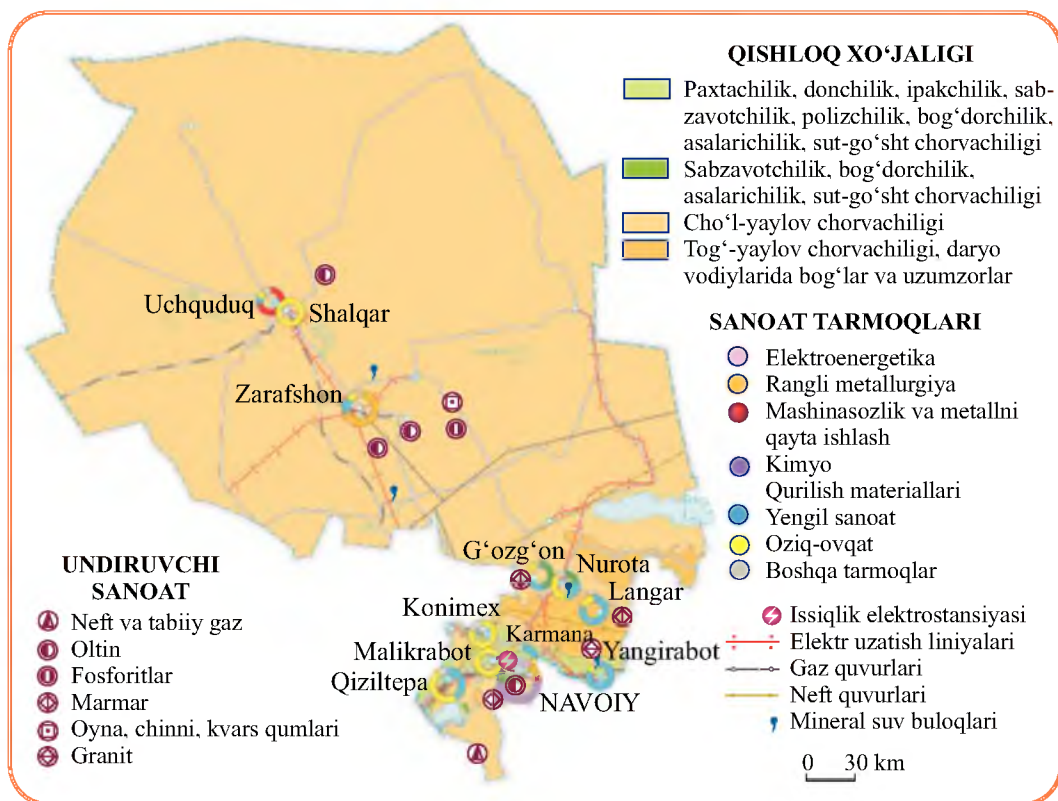 QISHLOQ XO‘JALIGI
Paxtachilik, donchilik, ipakchilik, sab-
zavotchilik, polizchilik, bog‘dorchilik,
asalarichilik, sut-go‘sht chorvachiligi
Sabzavotchilik, bog‘dorchilik,
asalarichilik, sut-go‘sht chorvachiligi
Cho‘l-yaylov chorvachiligi
Tog‘-yaylov chorvachiligi, daryo
vodiylarida bog‘lar va uzumzorlar
SANOAT TARMOQLARI
Elektroenergetika
Rangli metallurgiya
Mashinasozlik va metallni
qayta ishlash
Kimyo
Qurilish materiallari
Yengil sanoat
Oziq-ovqat
Boshqa tarmoqlar
Issiqlik elektrostansiyasi
Elektr uzatish liniyalari
Gaz quvurlari
Neft quvurlari
Mineral suv buloqlari
0 30 km
Uchquduq
Shalqar
Zarafshon
G‘ozg‘on
Nurota
Langar
Konimex
Karmana
Malikrabot
Yangirabot
Qiziltepa
NAVOIY
UNDIRUVCHI
SANOAT
Neft va tabiiy gaz
Oltin
Fosforitlar
Marmar
Oyna, chinni, kvars qumlari
Granit